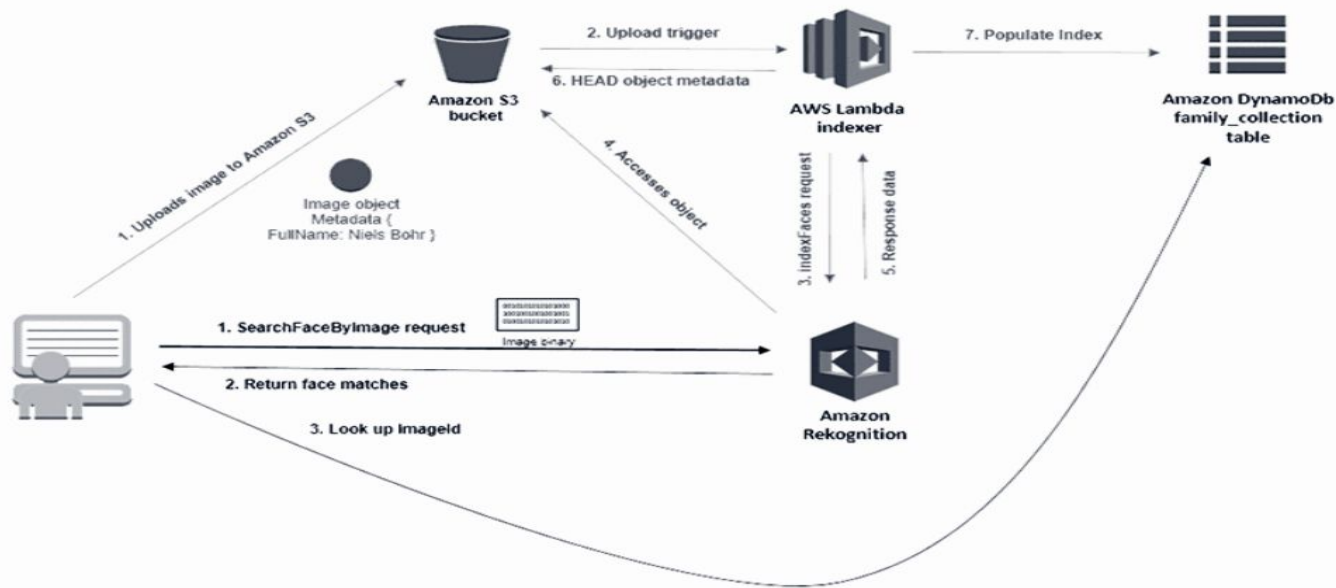 2. Upload trigger
7. Populate Index
6. HEAD object metadata
Amazon S3
bucket
AWS Lambda
indexer
Amazon DynamoDb
family_collection
table
1. Uploads image to Amazon S3
4. Accesses object
Image object
Metadata {
FullName: Niels Bohr }
3. IndexFaces request
5. Response data
1. SearchFaceByImage request
Image binary
2. Return face matches
3. Look up ImageId
Amazon
Rekognition